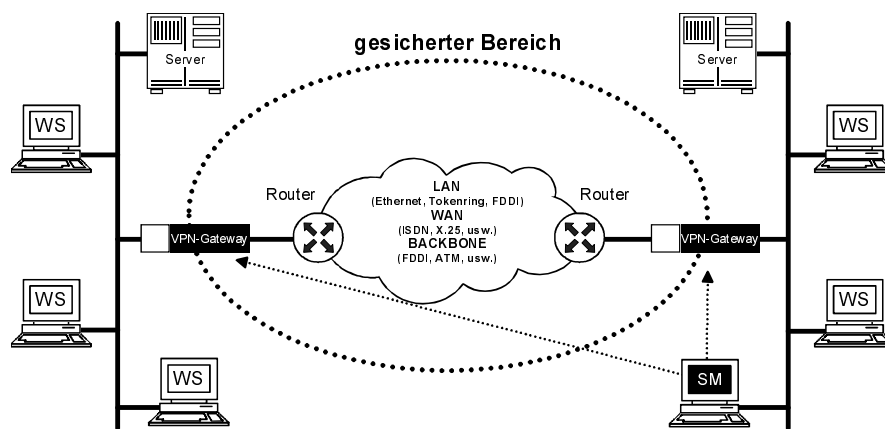 gesicherter Bereich
Server
Server
WS
WS
Router
LAN
(Ethernet, Tokenring, FDDI)
WAN
(ISDN, X.25, usw.)
BACKBONE
(FDDI, ATM, usw.)
Router
VPN-Gateway
VPN-Gateway
WS
WS
WS
SM